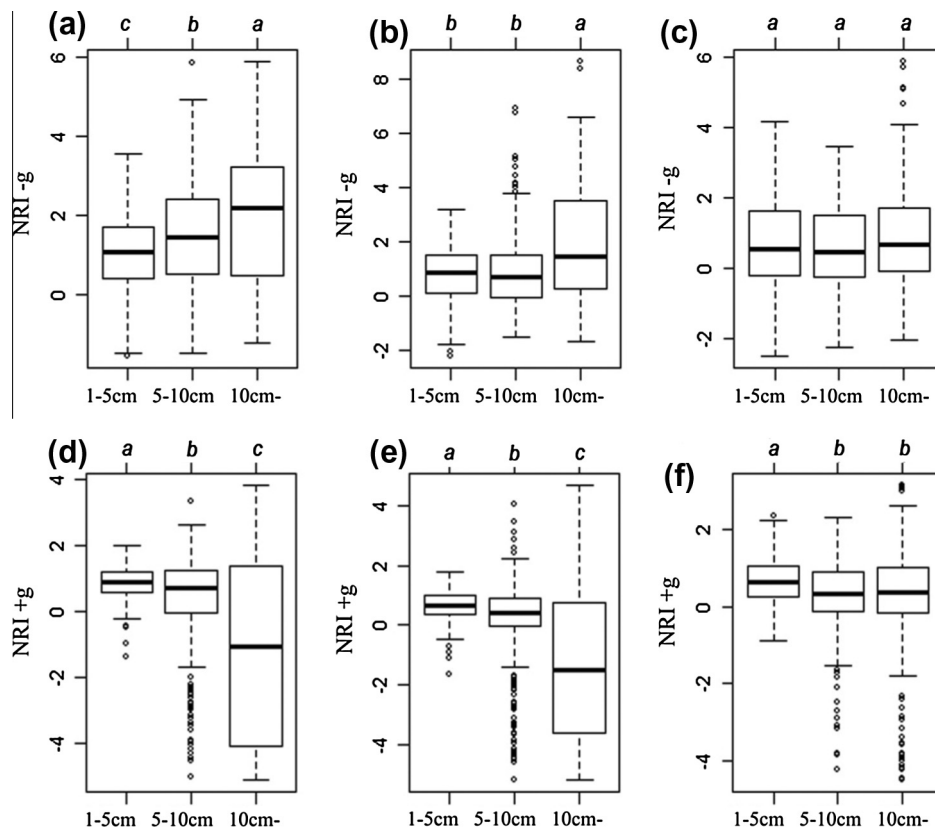 (a) c b a
NRI -g
6
4
2
0
1-5cm 5-10cm 10cm-
(b) b b a
NRI -g
8
6
4
2
0
-2
1-5cm 5-10cm 10cm-
(c) a a a
NRI -g
6
4
2
0
-2
1-5cm 5-10cm 10cm-
(d) a b c
NRI +g
4
2
0
-2
-4
1-5cm 5-10cm 10cm-
(e) a b c
NRI +g
4
2
0
-2
-4
1-5cm 5-10cm 10cm-
(f) a b b
NRI +g
2
0
-2
-4
1-5cm 5-10cm 10cm-